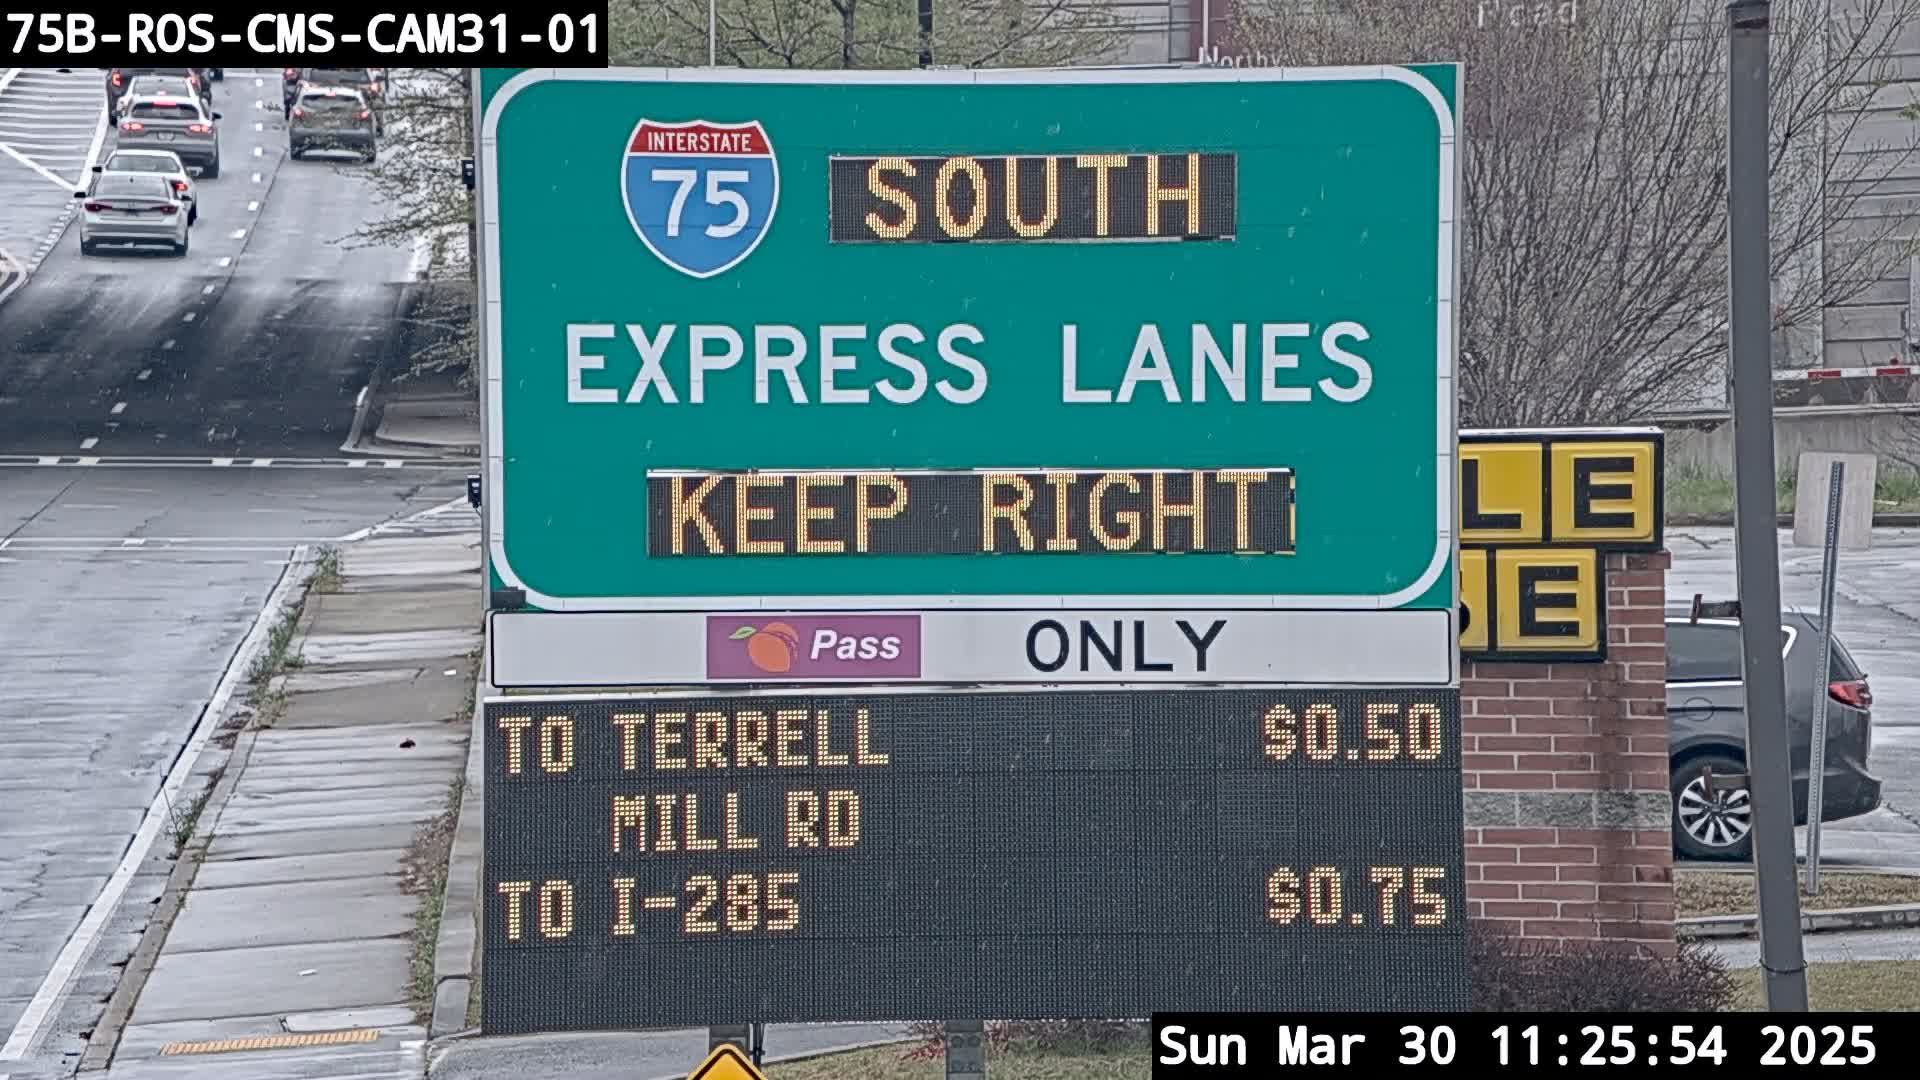 75B-ROS-CMS-CAM31-01
INTERSTATE
75
SOUTH
EXPRESS LANES
KEEP RIGHT
Pass ONLY
TO TERRELL $0.50
MILL RD
TO I-285 $0.75
LE
E
Sun Mar 30 11:25:54 2025